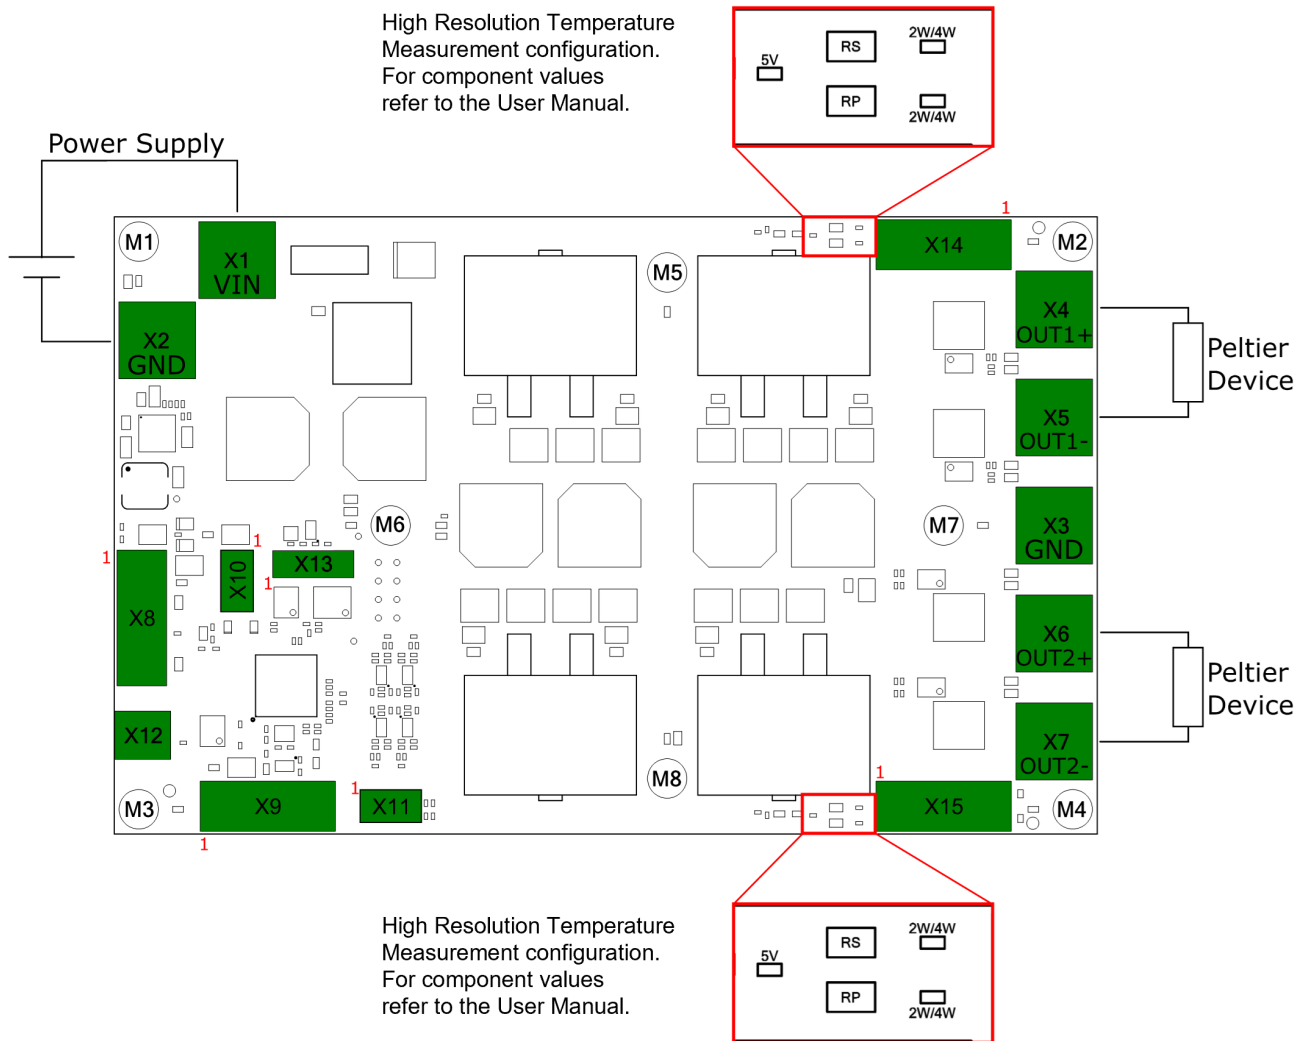 High Resolution Temperature
Measurement configuration.
For component values
refer to the User Manual.
5V
RS
2W/4W
RP
2W/4W
Power Supply
M1
X1
VIN
M5
1
X14
M2
X2
GND
X4
OUT1+
Peltier
Device
X5
OUT1-
M6
M7
X3
GND
1
1
X10
1
X13
X8
X6
OUT2+
Peltier
Device
X12
X7
OUT2-
M3
1
X9
1
X11
M8
1
X15
M4
High Resolution Temperature
Measurement configuration.
For component values
refer to the User Manual.
5V
RS
2W/4W
RP
2W/4W